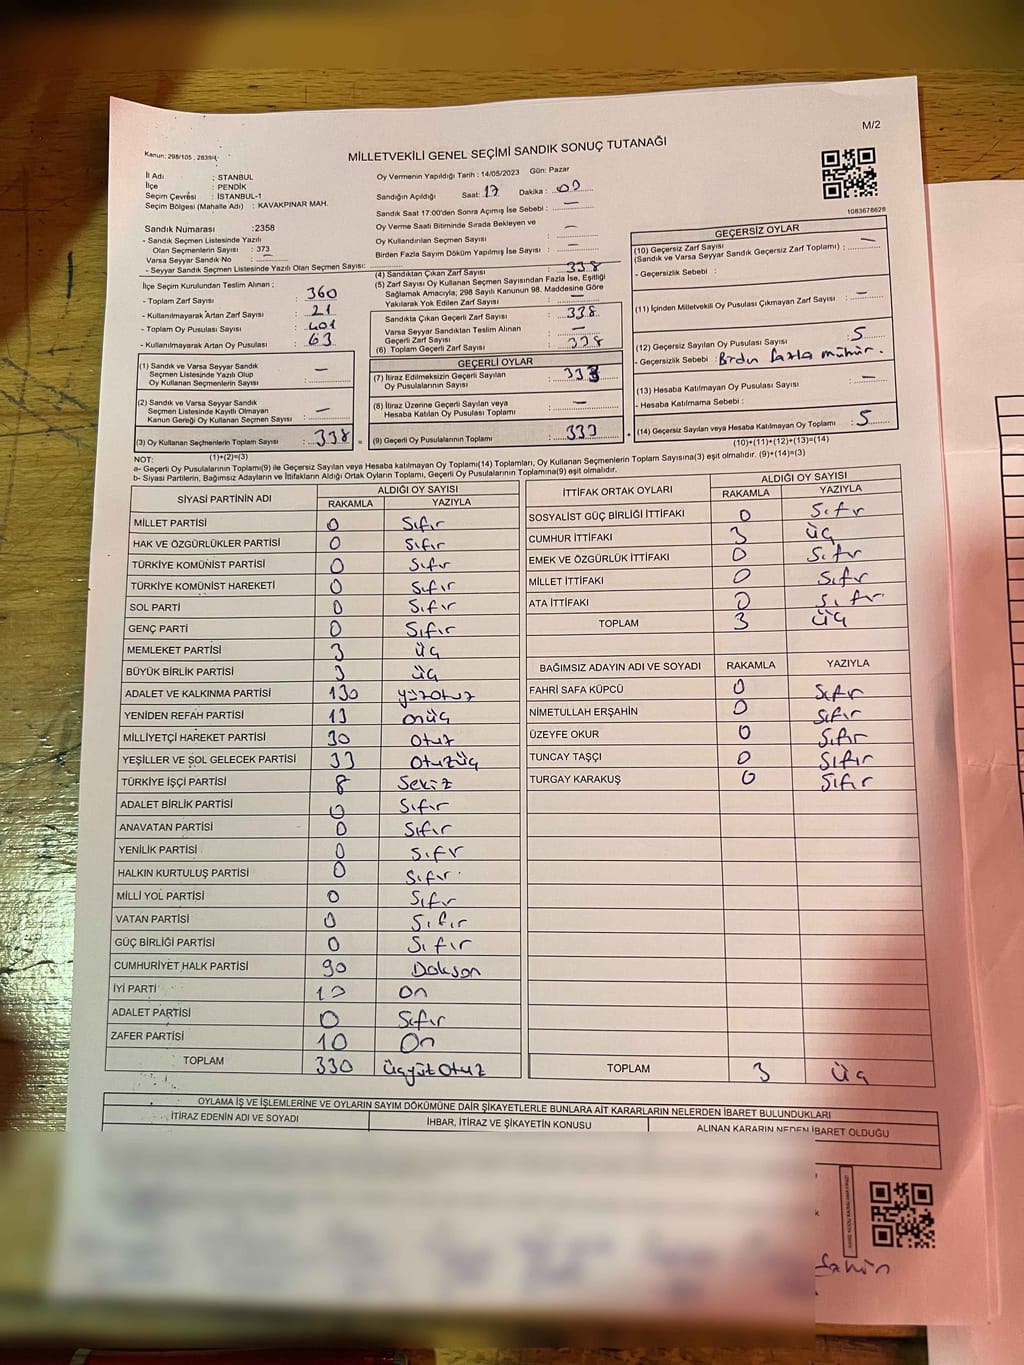 M/2
Kanun: 298/105 , 2839/4
MİLLETVEKİLİ GENEL SEÇİMİ SANDIK SONUÇ TUTANAĞI
İl Adı : STANBUL
İlçe : PENDİK
Seçim Çevresi : İSTANBUL-1
Seçim Bölgesi (Mahalle Adı) : KAVAKPINAR MAH.
Sandık Numarası :2358
- Sandık Seçmen Listesinde Yazılı
Olan Seçmenlerin Sayısı : 373
Varsa Seyyar Sandık No : —
- Seyyar Sandık Seçmen Listesinde Yazılı Olan Seçmen Sayısı:
İlçe Seçim Kurulundan Teslim Alınan ;
- Toplam Zarf Sayısı : 360
- Kullanılmayarak Artan Zarf Sayısı : 21
- Toplam Oy Pusulası Sayısı : 401
- Kullanılmayarak Artan Oy Pusulası : 63
(1) Sandık ve Varsa Seyyar Sandık
Seçmen Listesinde Yazılı Olup
Oy Kullanan Seçmenlerin Sayısı : —
(2) Sandık ve Varsa Seyyar Sandık
Seçmen Listesinde Kayıtlı Olmayan
Kanun Gereği Oy Kullanan Seçmen Sayısı : —
(3) Oy Kullanan Seçmenlerin Toplam Sayısı : 338 =
(1)+(2)=(3)
Oy Vermenin Yapıldığı Tarih : 14/05/2023 Gün: Pazar
Sandığın Açıldığı Saat: 17 Dakika : 00
Sandık Saat 17:00'den Sonra Açımış İse Sebebi : —
Oy Verme Saati Bitiminde Sırada Bekleyen ve
Oy Kullandırılan Seçmen Sayısı : —
Birden Fazla Sayım Döküm Yapılmış İse Sayısı : —
(4) Sandıktan Çıkan Zarf Sayısı : 338
(5) Zarf Sayısı Oy Kullanan Seçmen Sayısından Fazla İse, Eşitliği
Sağlamak Amacıyla; 298 Sayılı Kanunun 98. Maddesine Göre
Yakılarak Yok Edilen Zarf Sayısı : —
Sandıkta Çıkan Geçerli Zarf Sayısı : 338
Varsa Seyyar Sandıktan Teslim Alınan
Geçerli Zarf Sayısı : —
(6) Toplam Geçerli Zarf Sayısı : 338
GEÇERLİ OYLAR
(7) İtiraz Edilmeksizin Geçerli Sayılan
Oy Pusulalarının Sayısı : 333
(8) İtiraz Üzerine Geçerli Sayılan veya
Hesaba Katılan Oy Pusulası Toplamı : —
(9) Geçerli Oy Pusulalarının Toplamı : 333
1083678628
GEÇERSİZ OYLAR
(10) Geçersiz Zarf Sayısı
(Sandık ve Varsa Seyyar Sandık Geçersiz Zarf Toplamı) : —
- Geçersizlik Sebebi :
(11) İçinden Milletvekili Oy Pusulası Çıkmayan Zarf Sayısı : —
(12) Geçersiz Sayılan Oy Pusulası Sayısı : 5
- Geçersizlik Sebebi : Birden fazla mühür.
(13) Hesaba Katılmayan Oy Pusulası Sayısı : —
- Hesaba Katılmama Sebebi :
(14) Geçersiz Sayılan veya Hesaba Katılmayan Oy Toplamı : 5
(10)+(11)+(12)+(13)=(14)
NOT:
a- Geçerli Oy Pusulalarının Toplamı(9) ile Geçersiz Sayılan veya Hesaba katılmayan Oy Toplamı(14) Toplamları, Oy Kullanan Seçmenlerin Toplam Sayısına(3) eşit olmalıdır. (9)+(14)=(3)
b- Siyasi Partilerin, Bağımsız Adayların ve İttifakların Aldığı Ortak Oyların Toplamı, Geçerli Oy Pusulalarının Toplamına(9) eşit olmalıdır.
SİYASİ PARTİNİN ADI ALDIĞI OY SAYISI
RAKAMLA YAZIYLA
MİLLET PARTİSİ 0 Sıfır
HAK VE ÖZGÜRLÜKLER PARTİSİ 0 Sıfır
TÜRKİYE KOMÜNİST PARTİSİ 0 Sıfır
TÜRKİYE KOMÜNİST HAREKETİ 0 Sıfır
SOL PARTİ 0 Sıfır
GENÇ PARTİ 0 Sıfır
MEMLEKET PARTİSİ 3 üç
BÜYÜK BİRLİK PARTİSİ 3 üç
ADALET VE KALKINMA PARTİSİ 130 yüzotuz
YENİDEN REFAH PARTİSİ 13 onüç
MİLLİYETÇİ HAREKET PARTİSİ 30 otuz
YEŞİLLER VE SOL GELECEK PARTİSİ 33 otuzüç
TÜRKİYE İŞÇİ PARTİSİ 8 Sekiz
ADALET BİRLİK PARTİSİ 0 Sıfır
ANAVATAN PARTİSİ 0 Sıfır
YENİLİK PARTİSİ 0 Sıfır
HALKIN KURTULUŞ PARTİSİ 0 Sıfır
MİLLİ YOL PARTİSİ 0 Sıfır
VATAN PARTİSİ 0 Sıfır
GÜÇ BİRLİĞİ PARTİSİ 0 Sıfır
CUMHURİYET HALK PARTİSİ 90 Doksan
İYİ PARTİ 10 On
ADALET PARTİSİ 0 Sıfır
ZAFER PARTİSİ 10 On
TOPLAM 330 üçyüz otuz
İTTİFAK ORTAK OYLARI ALDIĞI OY SAYISI
RAKAMLA YAZIYLA
SOSYALİST GÜÇ BİRLİĞİ İTTİFAKI 0 Sıfır
CUMHUR İTTİFAKI 3 üç
EMEK VE ÖZGÜRLÜK İTTİFAKI 0 Sıfır
MİLLET İTTİFAKI 0 Sıfır
ATA İTTİFAKI 0 Sıfır
TOPLAM 3 üç
BAĞIMSIZ ADAYIN ADI VE SOYADI RAKAMLA YAZIYLA
FAHRİ SAFA KÜPCÜ 0 Sıfır
NİMETULLAH ERŞAHİN 0 Sıfır
ÜZEYFE OKUR 0 Sıfır
TUNCAY TAŞÇI 0 Sıfır
TURGAY KARAKUŞ 0 Sıfır
TOPLAM 3 üç
OYLAMA İŞ VE İŞLEMLERİNE VE OYLARIN SAYIM DÖKÜMÜNE DAİR ŞİKAYETLERLE BUNLARA AİT KARARLARIN NELERDEN İBARET BULUNDUKLARI
İTİRAZ EDENİN ADI VE SOYADI İHBAR, İTİRAZ VE ŞİKAYETİN KONUSU ALINAN KARARIN NEDEN İBARET OLDUĞU